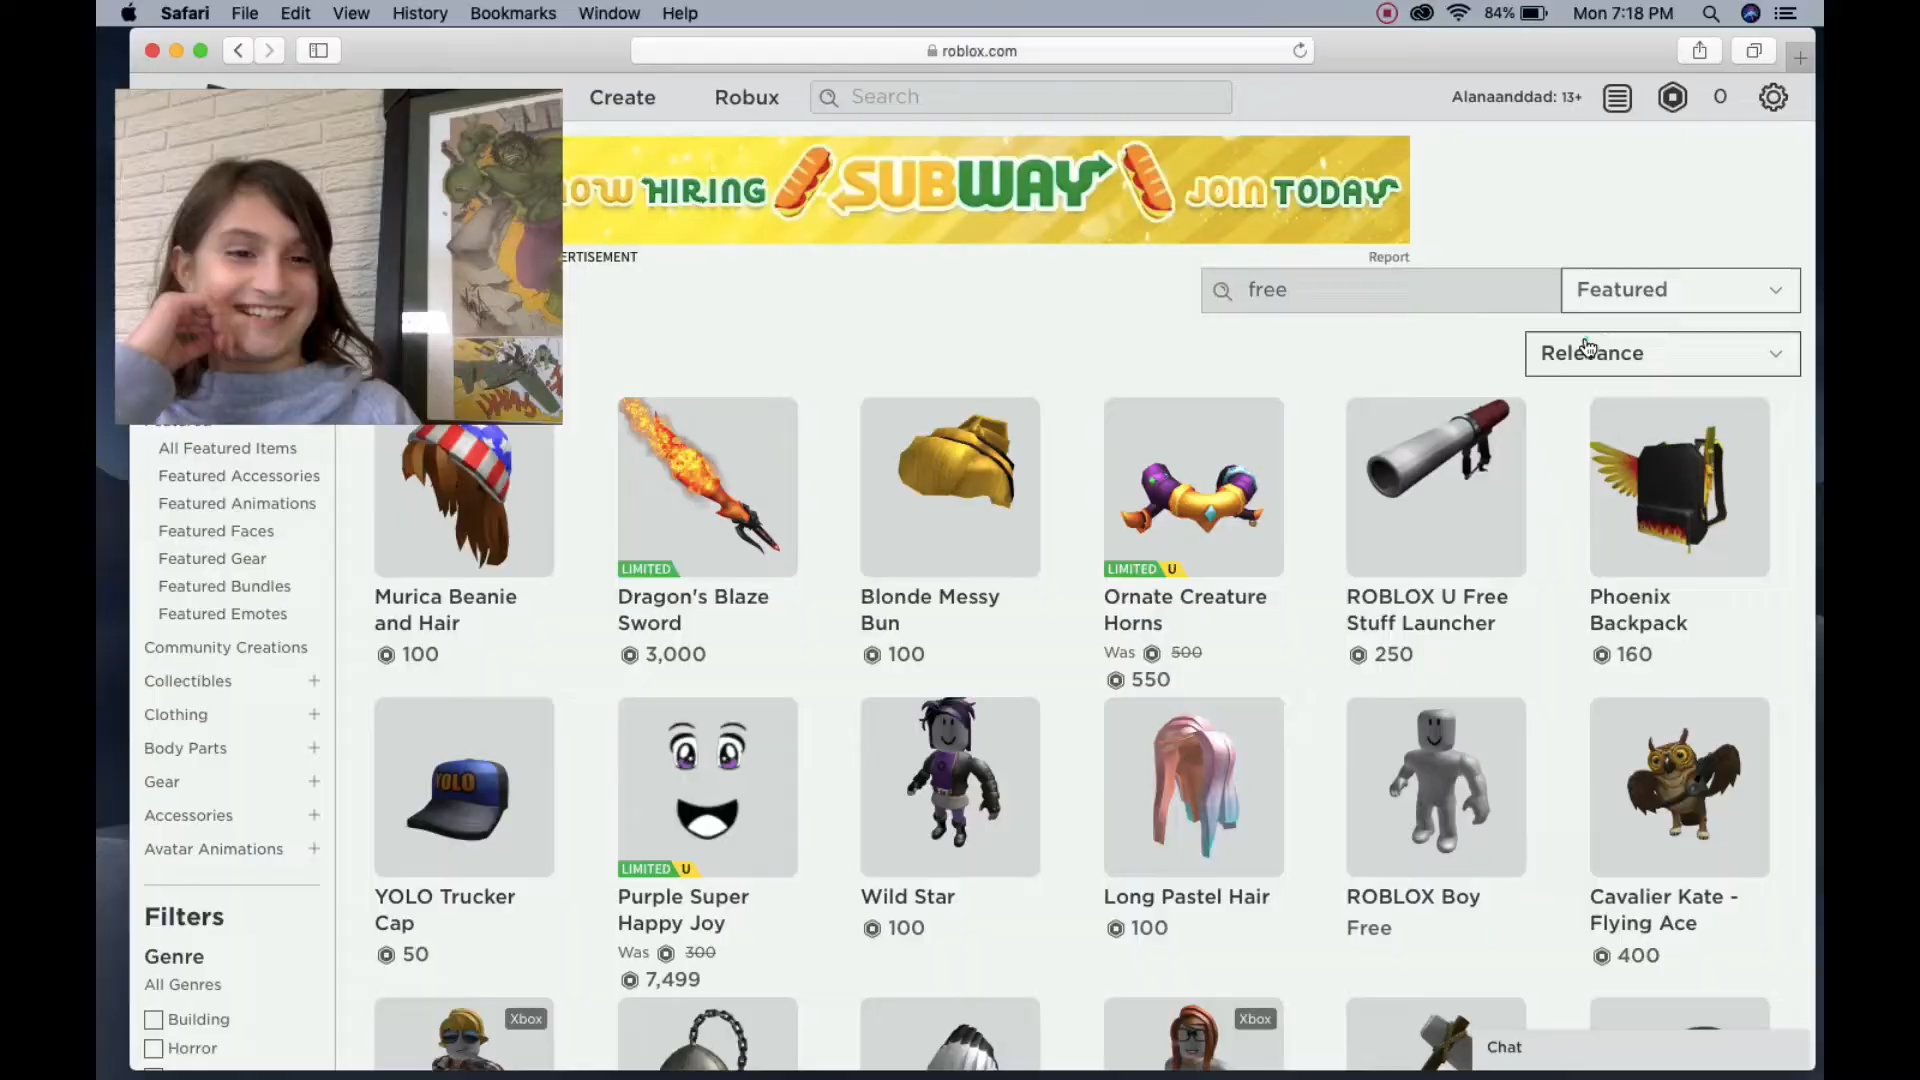 Safari File Edit View History Bookmarks Window Help 84% Mon 7:18 PM
roblox.com
Create Robux Search Alanaanddad: 13+ 0
HIRING SUBWAY JOIN TODAY
Report
free Featured
Relevance
All Featured Items
Featured Accessories
Featured Animations
Featured Faces
Featured Gear
Featured Bundles
Featured Emotes
Community Creations
Collectibles +
Clothing +
Body Parts +
Gear +
Accessories +
Avatar Animations +
Filters
Genre
All Genres
Building
Horror
Murica Beanie
and Hair
100
LIMITED
Dragon's Blaze
Sword
3,000
Blonde Messy
Bun
100
LIMITED U
Ornate Creature
Horns
Was 500
550
ROBLOX U Free
Stuff Launcher
250
Phoenix
Backpack
160
YOLO
YOLO Trucker
Cap
50
LIMITED U
Purple Super
Happy Joy
Was 300
7,499
Wild Star
100
Long Pastel Hair
100
ROBLOX Boy
Free
Cavalier Kate -
Flying Ace
400
Xbox
Xbox
Chat